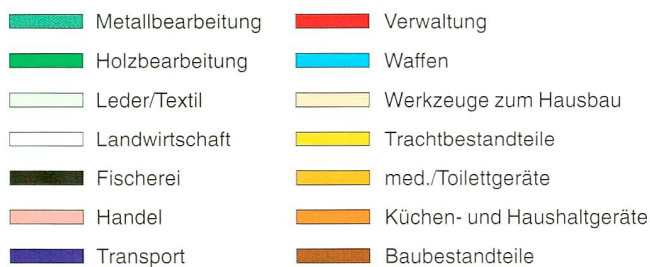 Metallbearbeitung
Holzbearbeitung
Leder/Textil
Landwirtschaft
Fischerei
Handel
Transport
Verwaltung
Waffen
Werkzeuge zum Hausbau
Trachtbestandteile
med./Toilettgeräte
Küchen- und Haushaltgeräte
Baubestandteile